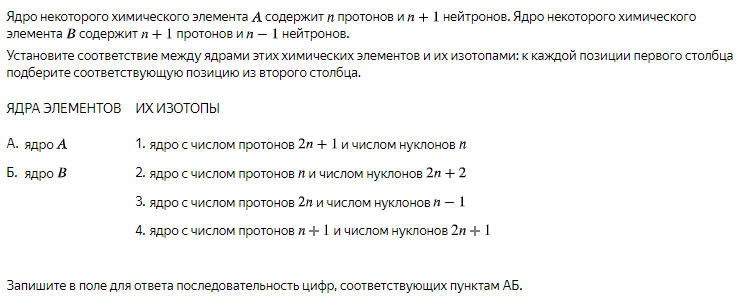 Ядро некоторого химического элемента A содержит n протонов и n + 1 нейтронов. Ядро некоторого химического
элемента B содержит n + 1 протонов и n − 1 нейтронов.
Установите соответствие между ядрами этих химических элементов и их изотопами: к каждой позиции первого столбца
подберите соответствующую позицию из второго столбца.
ЯДРА ЭЛЕМЕНТОВ ИХ ИЗОТОПЫ
А. ядро A 1. ядро с числом протонов 2n + 1 и числом нуклонов n
Б. ядро B 2. ядро с числом протонов n и числом нуклонов 2n + 2
3. ядро с числом протонов 2n и числом нуклонов n − 1
4. ядро с числом протонов n + 1 и числом нуклонов 2n + 1
Запишите в поле для ответа последовательность цифр, соответствующих пунктам АБ.